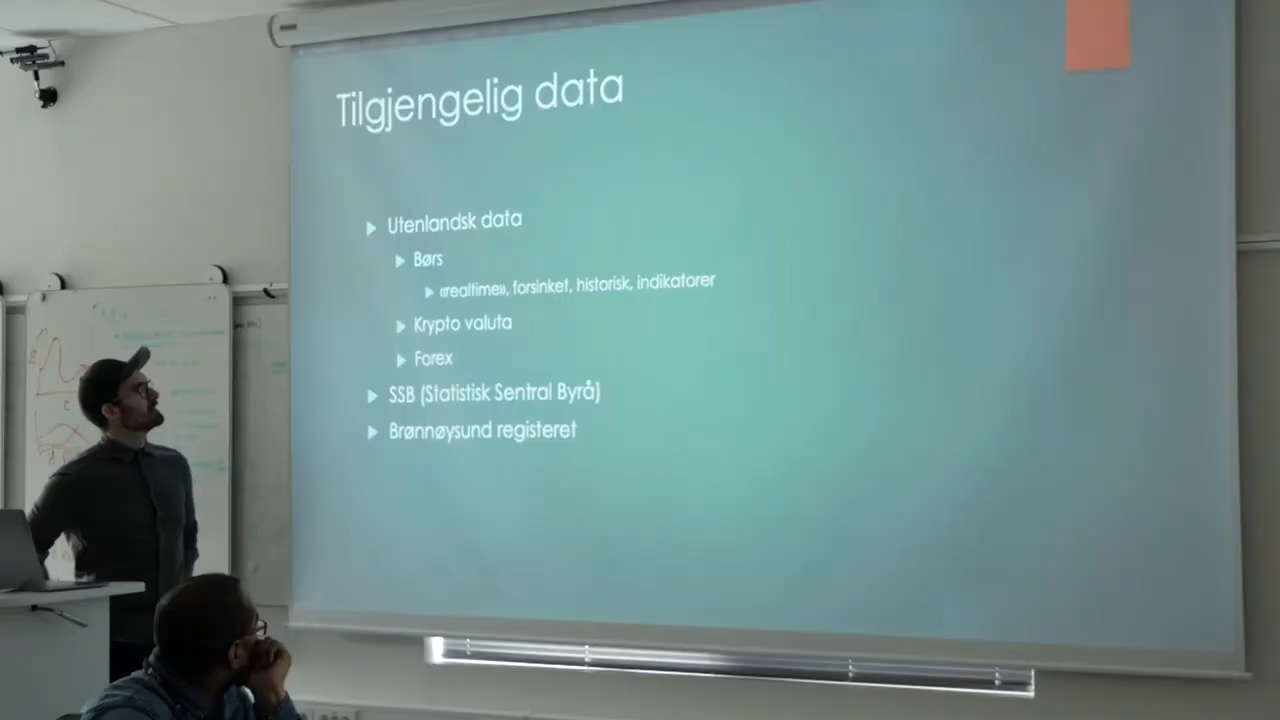 Tilgjengelig data
Utenlandsk data
Børs
«realtime», forsinket, historisk, indikatorer
Krypto valuta
Forex
SSB (Statistisk Sentral Byrå)
Brønnøysund registeret